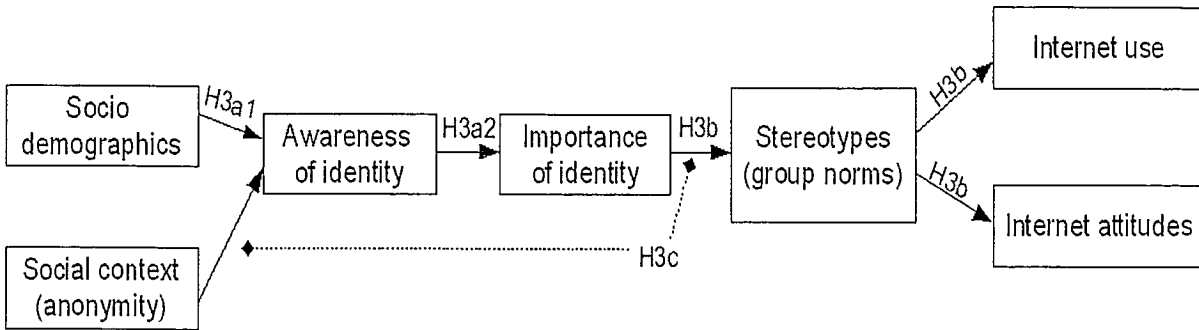 Socio
demographics
H3a1
Social context
(anonymity)
Awareness
of identity
H3a2
Importance
of identity
H3b
H3c
Stereotypes
(group norms)
H3b
H3b
Internet use
Internet attitudes